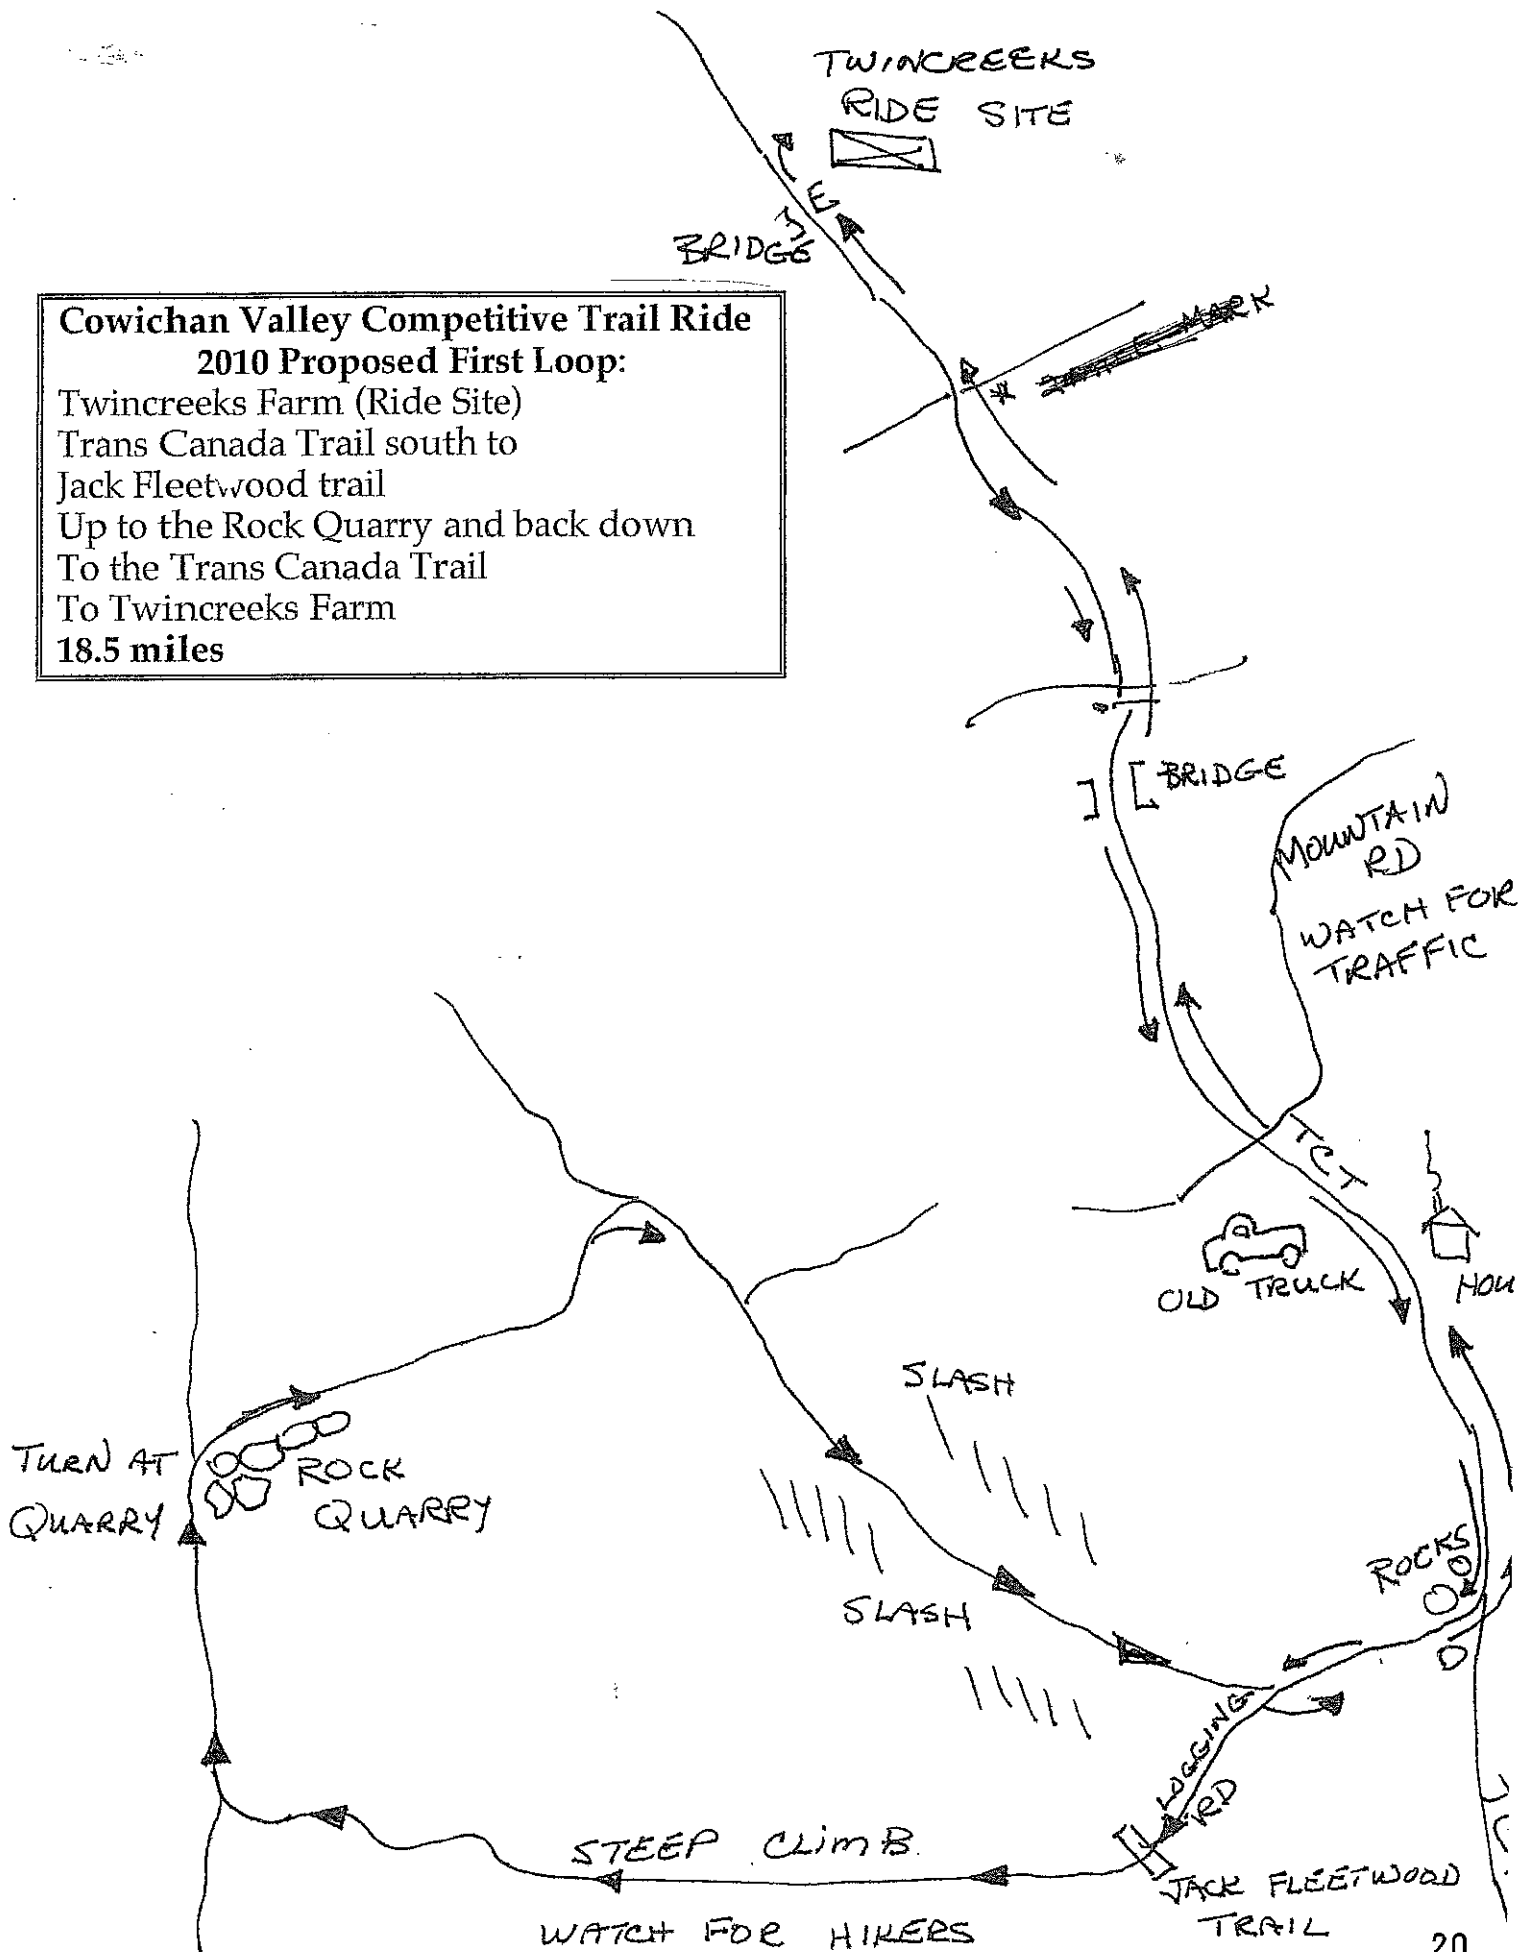 TWINCREEKS
RIDE SITE
BRIDGE
Cowichan Valley Competitive Trail Ride
2010 Proposed First Loop:
Twincreeks Farm (Ride Site)
Trans Canada Trail south to
Jack Fleetwood trail
Up to the Rock Quarry and back down
To the Trans Canada Trail
To Twincreeks Farm
18.5 miles
MARK
BRIDGE
MOUNTAIN
RD
WATCH FOR
TRAFFIC
TCT
OLD TRUCK
HOU
SLASH
TURN AT
QUARRY
ROCK
QUARRY
ROCKS
SLASH
LOGGING
RD
STEEP CLIMB
JACK FLEETWOOD
TRAIL
WATCH FOR HIKERS
20